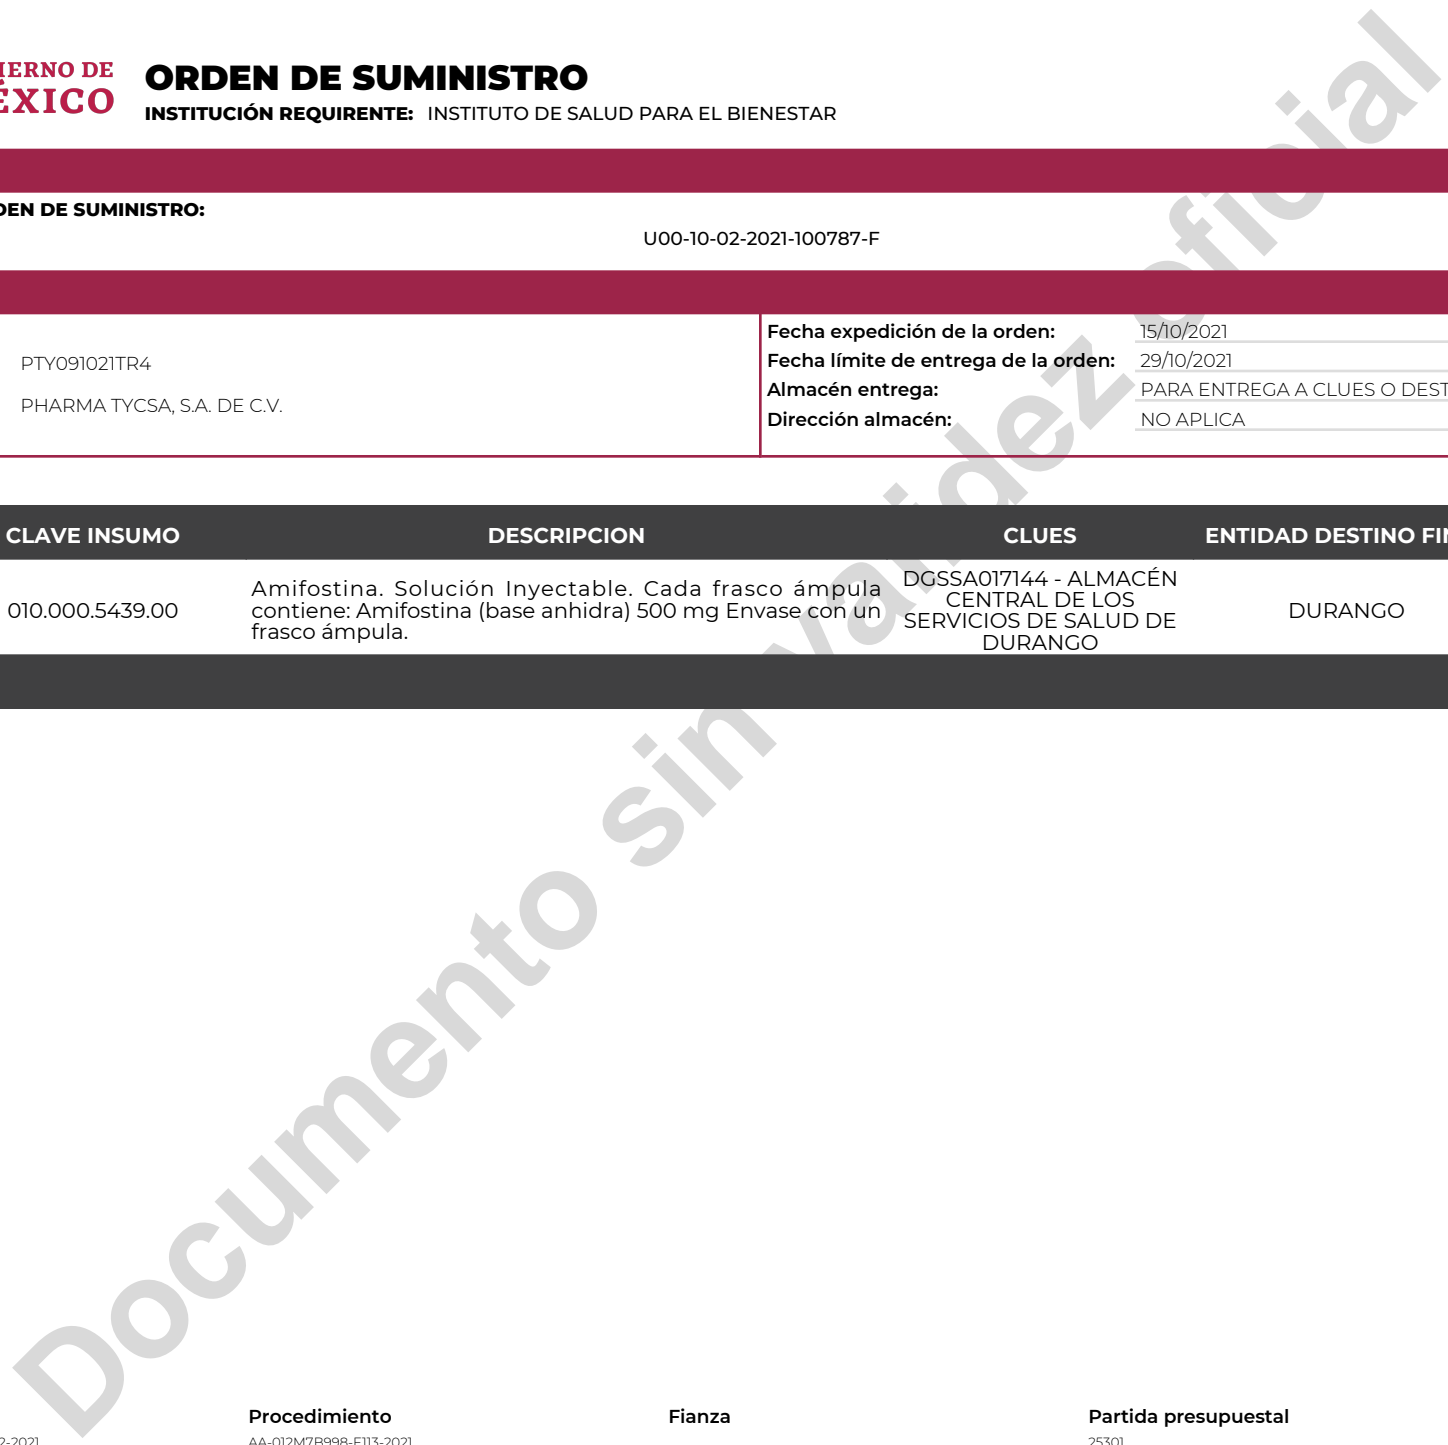 ORDEN DE SUMINISTRO
INSTITUCIÓN REQUIRENTE: INSTITUTO DE SALUD PARA EL BIENESTAR
DE
DE SUMINISTRO:
U00-10-02-2021-100787-F
PTY091021TR4
PHARMA TYCSA, S.A. DE C.V.
Fecha expedición de la orden: 15/10/2021
Fecha límite de entrega de la orden: 29/10/2021
Almacén entrega: PARA ENTREGA A CLUES O
Dirección almacén: NO APLICA
CLAVE INSUMO DESCRIPCION CLUES ENTIDAD DESTINO
010.000.5439.00
Amifostina. Solución Inyectable. Cada frasco ámpula
contiene: Amifostina (base anhidra) 500 mg Envase con un
frasco ámpula.
DGSSA017144 - ALMACÉN
CENTRAL DE LOS
SERVICIOS DE SALUD DE
DURANGO
DURANGO
Documento sin validez oficial
Procedimiento Fianza Partida presupuestal
AA-012M7B998-E113-2021 25301